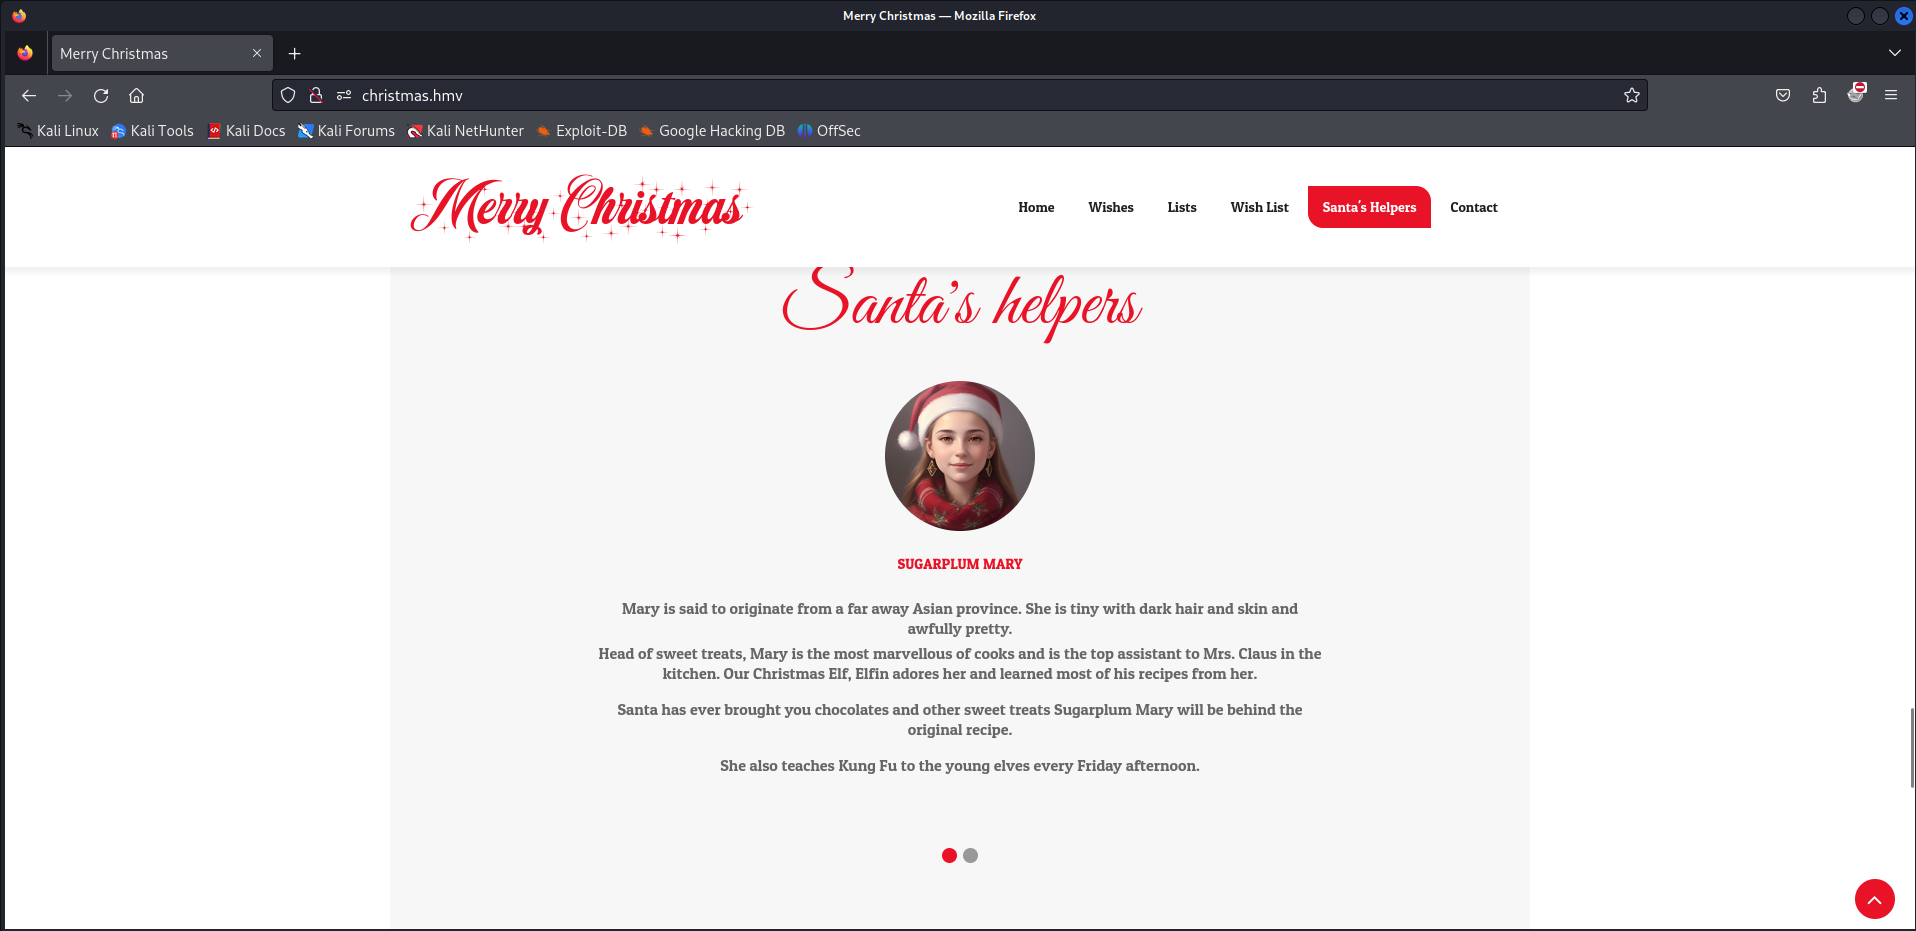 Merry Christmas — Mozilla Firefox
Merry Christmas
christmas.hmv
Kali Linux Kali Tools Kali Docs Kali Forums Kali NetHunter Exploit-DB Google Hacking DB OffSec
Merry Christmas
Home Wishes Lists Wish List Santa's Helpers Contact
Santa's helpers
SUGARPLUM MARY
Mary is said to originate from a far away Asian province. She is tiny with dark hair and skin and
awfully pretty.
Head of sweet treats, Mary is the most marvellous of cooks and is the top assistant to Mrs. Claus in the
kitchen. Our Christmas Elf, Elfin adores her and learned most of his recipes from her.
Santa has ever brought you chocolates and other sweet treats Sugarplum Mary will be behind the
original recipe.
She also teaches Kung Fu to the young elves every Friday afternoon.